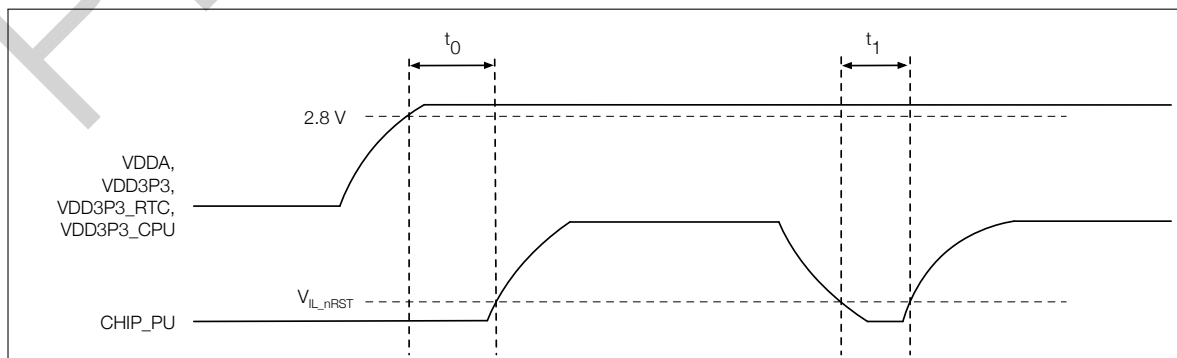 t0
t1
2.8 V
VDDA,
VDD3P3,
VDD3P3_RTC,
VDD3P3_CPU
VIL_nRST
CHIP_PU